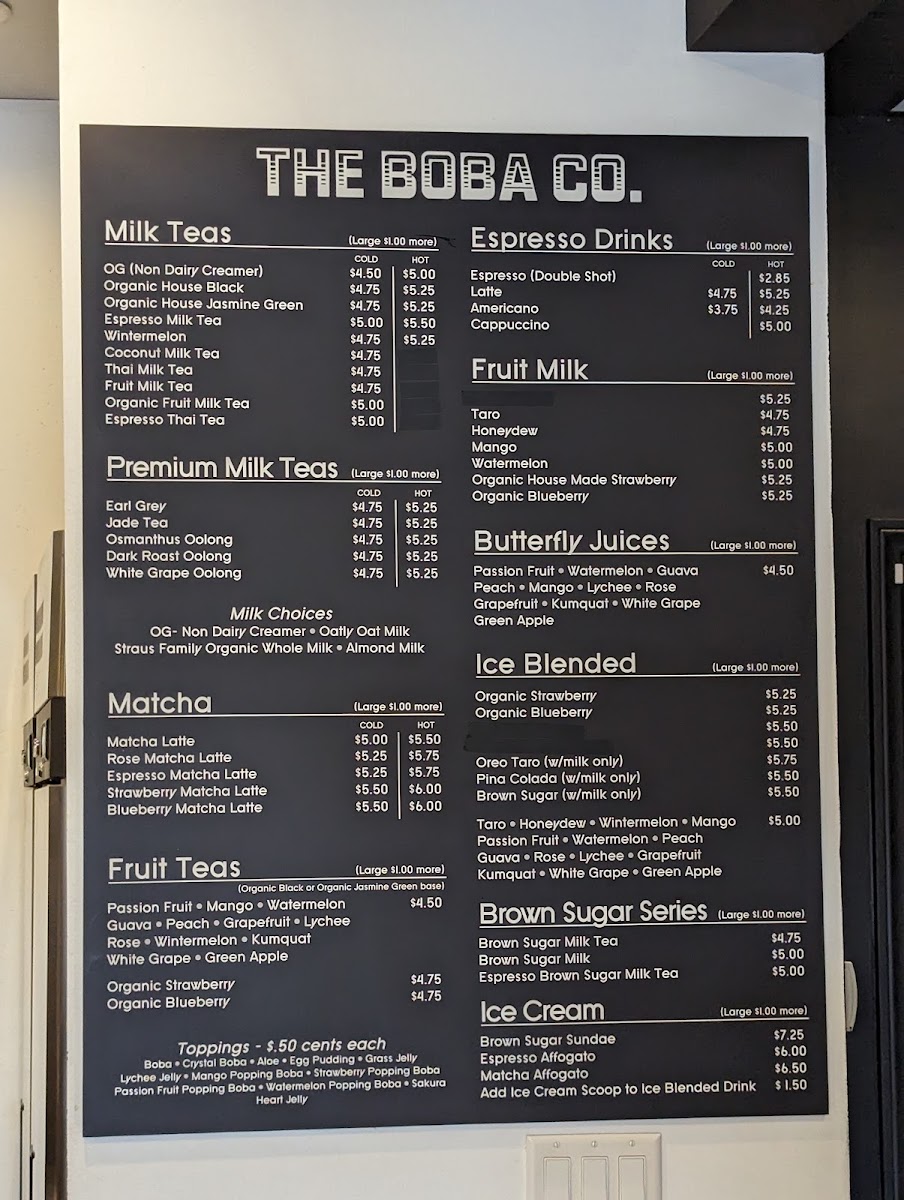 THE BOBA CO.
Milk Teas (Large $1.00 more)
COLD HOT
OG (Non Dairy Creamer) $4.50 $5.00
Organic House Black $4.75 $5.25
Organic House Jasmine Green $4.75 $5.25
Espresso Milk Tea $5.00 $5.50
Wintermelon $4.75 $5.25
Coconut Milk Tea $4.75
Thai Milk Tea $4.75
Fruit Milk Tea $4.75
Organic Fruit Milk Tea $5.00
Espresso Thai Tea $5.00
Premium Milk Teas (Large $1.00 more)
COLD HOT
Earl Grey $4.75 $5.25
Jade Tea $4.75 $5.25
Osmanthus Oolong $4.75 $5.25
Dark Roast Oolong $4.75 $5.25
White Grape Oolong $4.75 $5.25
Milk Choices
OG- Non Dairy Creamer • Oatly Oat Milk
Straus Family Organic Whole Milk • Almond Milk
Matcha (Large $1.00 more)
COLD HOT
Matcha Latte $5.00 $5.50
Rose Matcha Latte $5.25 $5.75
Espresso Matcha Latte $5.25 $5.75
Strawberry Matcha Latte $5.50 $6.00
Blueberry Matcha Latte $5.50 $6.00
Fruit Teas (Large $1.00 more)
(Organic Black or Organic Jasmine Green base)
Passion Fruit • Mango • Watermelon $4.50
Guava • Peach • Grapefruit • Lychee
Rose • Wintermelon • Kumquat
White Grape • Green Apple
Organic Strawberry $4.75
Organic Blueberry $4.75
Toppings - $.50 cents each
Boba • Crystal Boba • Aloe • Egg Pudding • Grass Jelly
Lychee Jelly • Mango Popping Boba • Strawberry Popping Boba
Passion Fruit Popping Boba • Watermelon Popping Boba • Sakura
Heart Jelly
Espresso Drinks (Large $1.00 more)
COLD HOT
Espresso (Double Shot) $2.85
Latte $4.75 $5.25
Americano $3.75 $4.25
Cappuccino $5.00
Fruit Milk (Large $1.00 more)
$5.25
Taro $4.75
Honeydew $4.75
Mango $5.00
Watermelon $5.00
Organic House Made Strawberry $5.25
Organic Blueberry $5.25
Butterfly Juices (Large $1.00 more)
Passion Fruit • Watermelon • Guava $4.50
Peach • Mango • Lychee • Rose
Grapefruit • Kumquat • White Grape
Green Apple
Ice Blended (Large $1.00 more)
Organic Strawberry $5.25
Organic Blueberry $5.25
$5.50
$5.50
Oreo Taro (w/milk only) $5.75
Pina Colada (w/milk only) $5.50
Brown Sugar (w/milk only) $5.50
Taro • Honeydew • Wintermelon • Mango $5.00
Passion Fruit • Watermelon • Peach
Guava • Rose • Lychee • Grapefruit
Kumquat • White Grape • Green Apple
Brown Sugar Series (Large $1.00 more)
Brown Sugar Milk Tea $4.75
Brown Sugar Milk $5.00
Espresso Brown Sugar Milk Tea $5.00
Ice Cream (Large $1.00 more)
Brown Sugar Sundae $7.25
Espresso Affogato $6.00
Matcha Affogato $6.50
Add Ice Cream Scoop to Ice Blended Drink $1.50